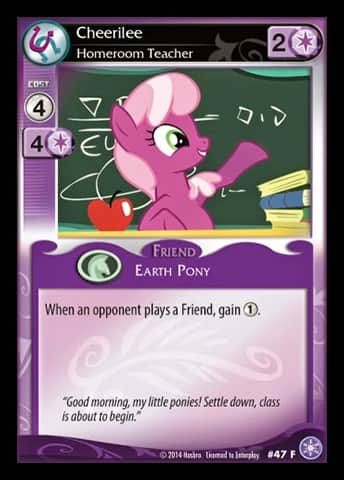 Cheerilee
Homeroom Teacher
2
COST
4
4
FRIEND
EARTH PONY
When an opponent plays a Friend, gain 1.
"Good morning, my little ponies! Settle down, class
is about to begin."
© 2014 Hasbro. Licensed to Enterplay.
#47 F